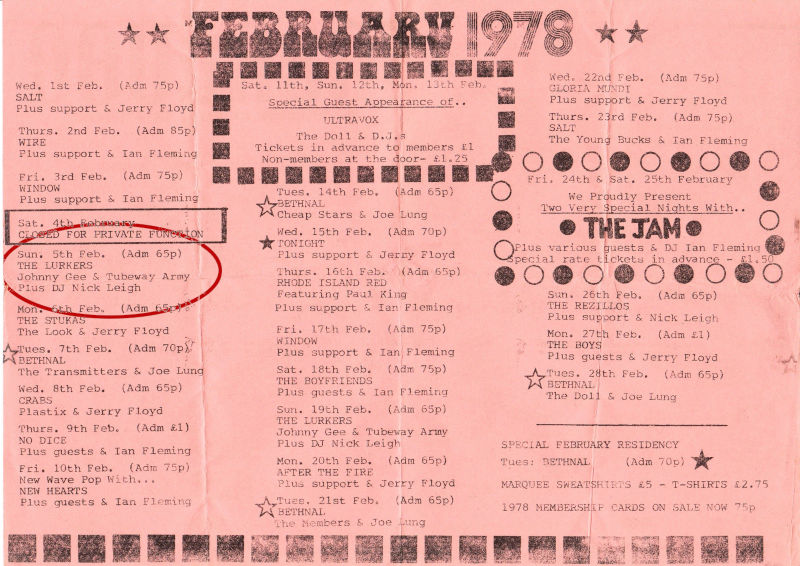 FEBRUARY 1978
Wed. 1st Feb. (Adm 75p)
SALT
Plus support & Jerry Floyd
Thurs. 2nd Feb. (Adm 85p)
WIRE
Plus support & Ian Fleming
Fri. 3rd Feb. (Adm 75p)
WINDOW
Plus support & Ian Fleming
Sat. 4th February
CLOSED FOR PRIVATE FUNCTION
Sun. 5th Feb. (Adm 65p)
THE LURKERS
Johnny Gee & Tubeway Army
Plus DJ Nick Leigh
Mon. 6th Feb. (Adm 65p)
THE STUKAS
The Look & Jerry Floyd
Tues. 7th Feb. (Adm 70p)
BETHNAL
The Transmitters & Joe Lung
Wed. 8th Feb. (Adm 65p)
CRABS
Plastix & Jerry Floyd
Thurs. 9th Feb. (Adm £1)
NO DICE
Plus guests & Ian Fleming
Fri. 10th Feb. (Adm 75p)
New Wave Pop With...
NEW HEARTS
Plus guests & Ian Fleming
Sat. 11th, Sun. 12th, Mon. 13th Feb.
Special Guest Appearance of..
ULTRAVOX
The Doll & D.J.s
Tickets in advance to members £1
Non-members at the door- £1.25
Tues. 14th Feb. (Adm 65p)
BETHNAL
Cheap Stars & Joe Lung
Wed. 15th Feb. (Adm 70p)
TONIGHT
Plus support & Jerry Floyd
Thurs. 16th Feb. (Adm 65p)
RHODE ISLAND RED
Featuring Paul King
Plus support & Ian Fleming
Fri. 17th Feb. (Adm 75p)
WINDOW
Plus support & Ian Fleming
Sat. 18th Feb. (Adm 75p)
THE BOYFRIENDS
Plus guests & Ian Fleming
Sun. 19th Feb. (Adm 65p)
THE LURKERS
Johnny Gee & Tubeway Army
Plus DJ Nick Leigh
Mon. 20th Feb. (Adm 65p)
AFTER THE FIRE
Plus support & Jerry Floyd
Tues. 21st Feb. (Adm 65p)
BETHNAL
The Members & Joe Lung
Wed. 22nd Feb. (Adm 75p)
GLORIA MUNDI
Plus support & Jerry Floyd
Thurs. 23rd Feb. (Adm 75p)
SALT
The Young Bucks & Ian Fleming
Fri. 24th & Sat. 25th February
We Proudly Present
Two Very Special Nights With..
THE JAM
Plus various guests & DJ Ian Fleming
Special rate tickets in advance - £1.50
Sun. 26th Feb. (Adm 65p)
THE REZILLOS
Plus support & Nick Leigh
Mon. 27th Feb. (Adm £1)
THE BOYS
Plus guests & Jerry Floyd
Tues. 28th Feb. (Adm 65p)
BETHNAL
The Doll & Joe Lung
SPECIAL FEBRUARY RESIDENCY
Tues: BETHNAL (Adm 70p)
MARQUEE SWEATSHIRTS £5 - T-SHIRTS £2.75
1978 MEMBERSHIP CARDS ON SALE NOW 75p